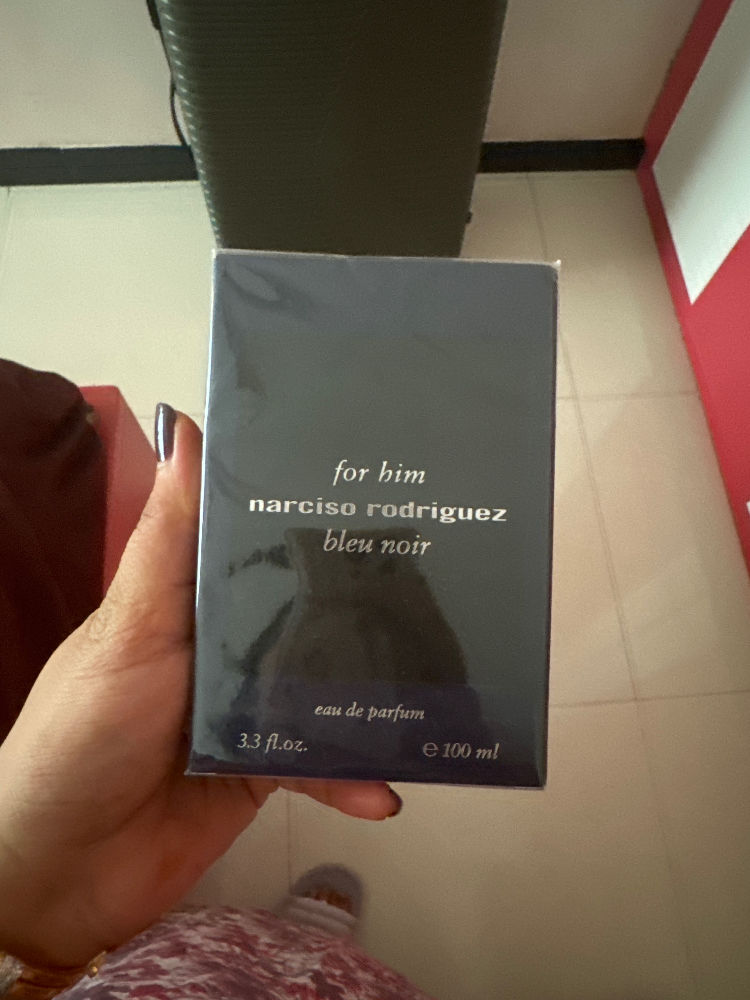 for him
narciso rodriguez
bleu noir
eau de parfum
3.3 fl.oz.
℮ 100 ml